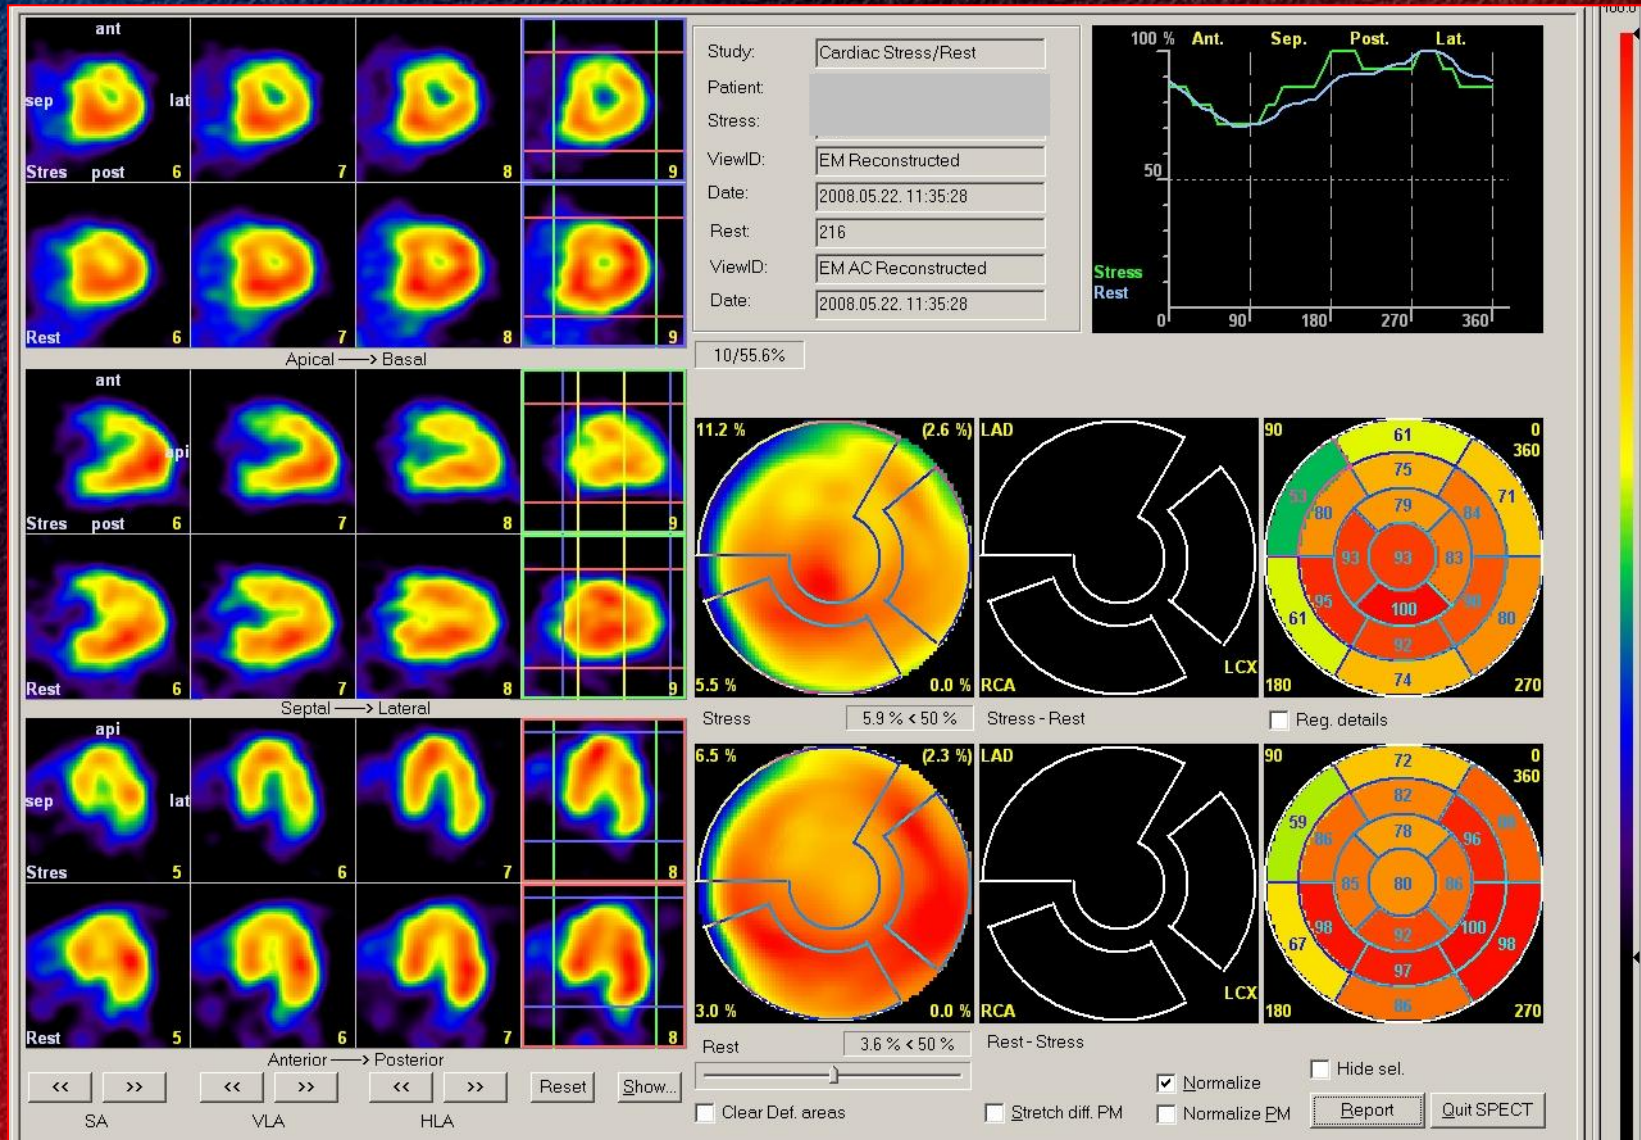 100.0
ant
sep
lat
Stres post 6
7
8
9
Rest 6
7
8
9
Apical ---> Basal
ant
api
Stres post 6
7
8
9
Rest 6
7
8
9
Septal ---> Lateral
api
sep
lat
Stres 5
6
7
8
Rest 5
6
7
8
Anterior ---> Posterior
<< >> << >> << >> Reset Show...
SA VLA HLA
Study: Cardiac Stress/Rest
Patient:
Stress:
ViewID: EM Reconstructed
Date: 2008.05.22. 11:35:28
Rest: 216
ViewID: EM AC Reconstructed
Date: 2008.05.22. 11:35:28
10/55.6%
100 % Ant. Sep. Post. Lat.
50
Stress
Rest
0 90 180 270 360
11.2 % (2.6 %)
5.5 % 0.0 %
Stress 5.9 % < 50 %
LAD
LCX
RCA
Stress - Rest
90 0
360
61
75
79
53 80 84 71
93 93 83
61 95 100 80
92
74
180 270
Reg. details
6.5 % (2.3 %)
3.0 % 0.0 %
Rest 3.6 % < 50 %
LAD
LCX
RCA
Rest - Stress
90 0
360
72
82
78
59 86 96
85 80 86
67 98 92 100 98
97
86
180 270
Clear Def. areas
Stretch diff. PM
Normalize
Normalize PM
Hide sel.
Report Quit SPECT